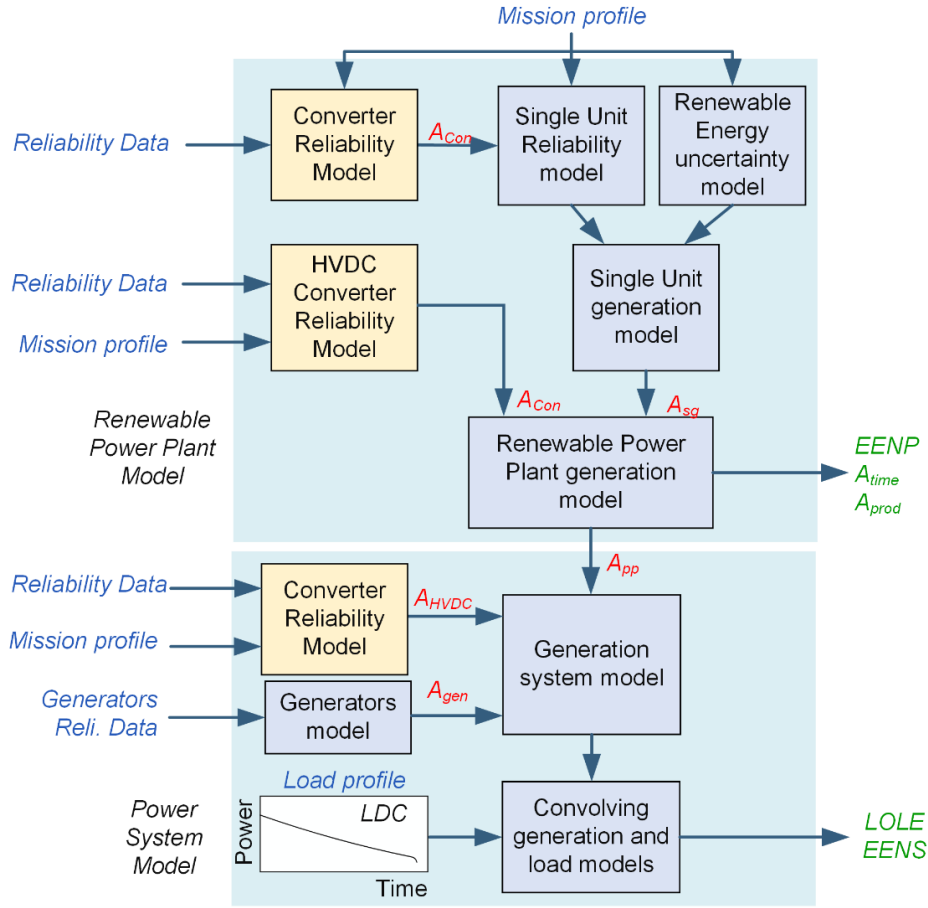 Mission profile
Reliability Data
Converter
Reliability
Model
A_Con
Single Unit
Reliability
model
Renewable
Energy
uncertainty
model
Reliability Data
Mission profile
HVDC
Converter
Reliability
Model
Single Unit
generation
model
A_Con
A_sg
Renewable
Power Plant
Model
Renewable Power
Plant generation
model
EENP
A_time
A_prod
A_pp
Reliability Data
Mission profile
Converter
Reliability
Model
A_HVDC
Generation
system model
Generators
Reli. Data
Generators
model
A_gen
Power
System
Model
Load profile
Power
LDC
Time
Convolving
generation and
load models
LOLE
EENS